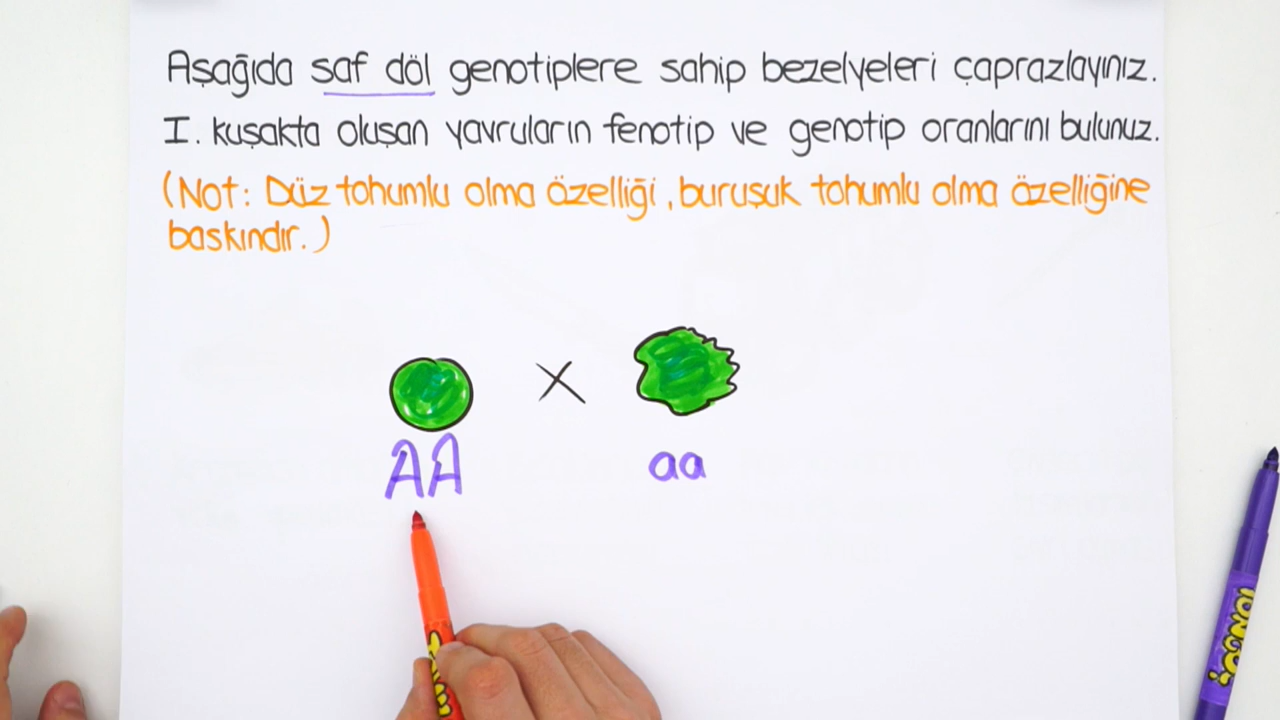 Aşağıda saf döl genotiplere sahip bezelyeleri çaprazlayınız.
I. kuşakta oluşan yavruların fenotip ve genotip oranlarını bulunuz.
(Not: Düz tohumlu olma özelliği, buruşuk tohumlu olma özelliğine
baskındır.)
X
AA aa